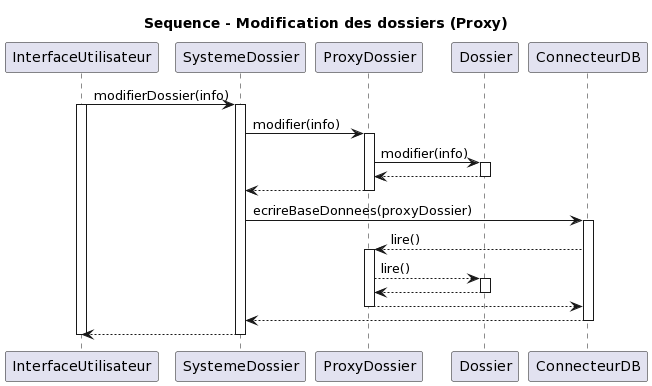 Sequence - Modification des dossiers (Proxy)
InterfaceUtilisateur SystemeDossier ProxyDossier Dossier ConnecteurDB
modifierDossier(info)
modifier(info)
modifier(info)
ecrireBaseDonnees(proxyDossier)
lire()
lire()
InterfaceUtilisateur SystemeDossier ProxyDossier Dossier ConnecteurDB